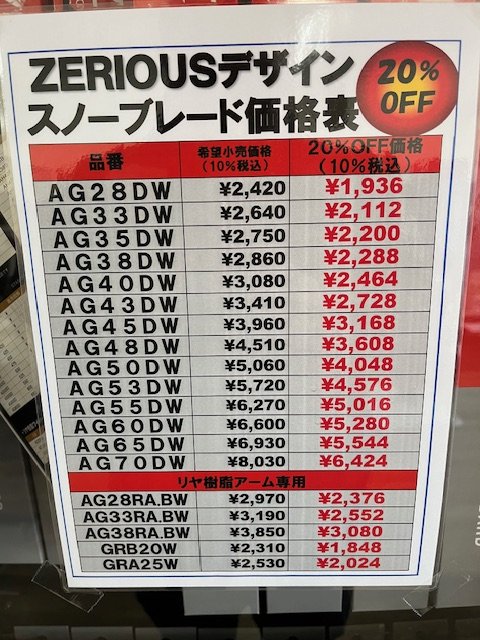 ZERIOUSデザイン
スノーブレード価格表
20%
OFF
品番 希望小売価格 20%OFF価格
(10%税込) (10%税込)
AG28DW ¥2,420 ¥1,936
AG33DW ¥2,640 ¥2,112
AG35DW ¥2,750 ¥2,200
AG38DW ¥2,860 ¥2,288
AG40DW ¥3,080 ¥2,464
AG43DW ¥3,410 ¥2,728
AG45DW ¥3,960 ¥3,168
AG48DW ¥4,510 ¥3,608
AG50DW ¥5,060 ¥4,048
AG53DW ¥5,720 ¥4,576
AG55DW ¥6,270 ¥5,016
AG60DW ¥6,600 ¥5,280
AG65DW ¥6,930 ¥5,544
AG70DW ¥8,030 ¥6,424
リヤ樹脂アーム専用
AG28RA.BW ¥2,970 ¥2,376
AG33RA.BW ¥3,190 ¥2,552
AG38RA.BW ¥3,850 ¥3,080
GRB20W ¥2,310 ¥1,848
GRA25W ¥2,530 ¥2,024